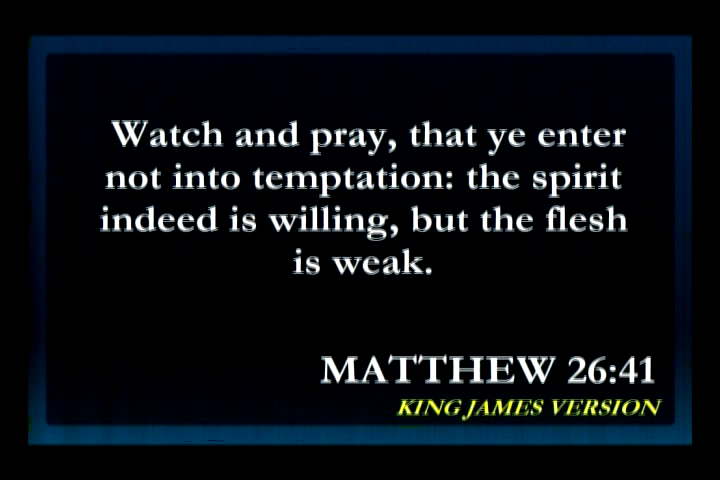 Watch and pray, that ye enter
not into temptation: the spirit
indeed is willing, but the flesh
is weak.
MATTHEW 26:41
KING JAMES VERSION